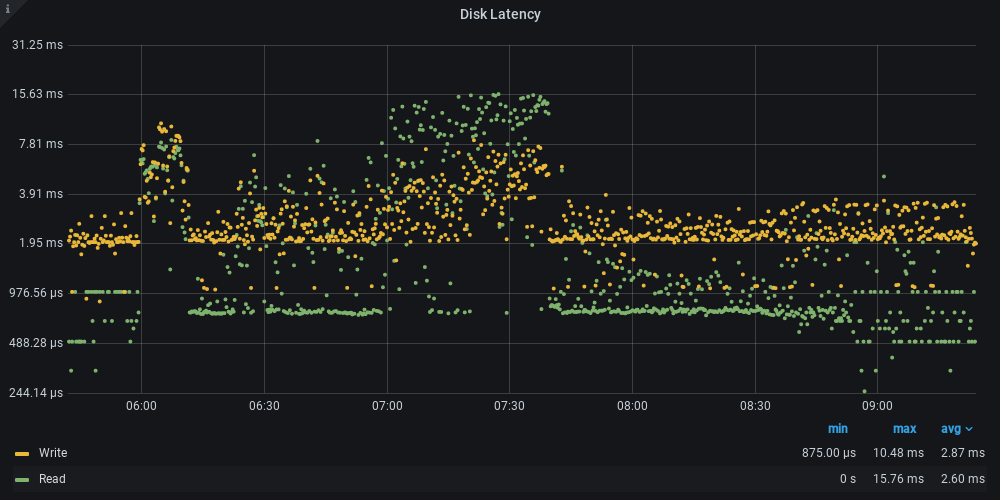 i
Disk Latency
31.25 ms
15.63 ms
7.81 ms
3.91 ms
1.95 ms
976.56 µs
488.28 µs
244.14 µs
06:00 06:30 07:00 07:30 08:00 08:30 09:00
min max avg
Write 875.00 µs 10.48 ms 2.87 ms
Read 0 s 15.76 ms 2.60 ms